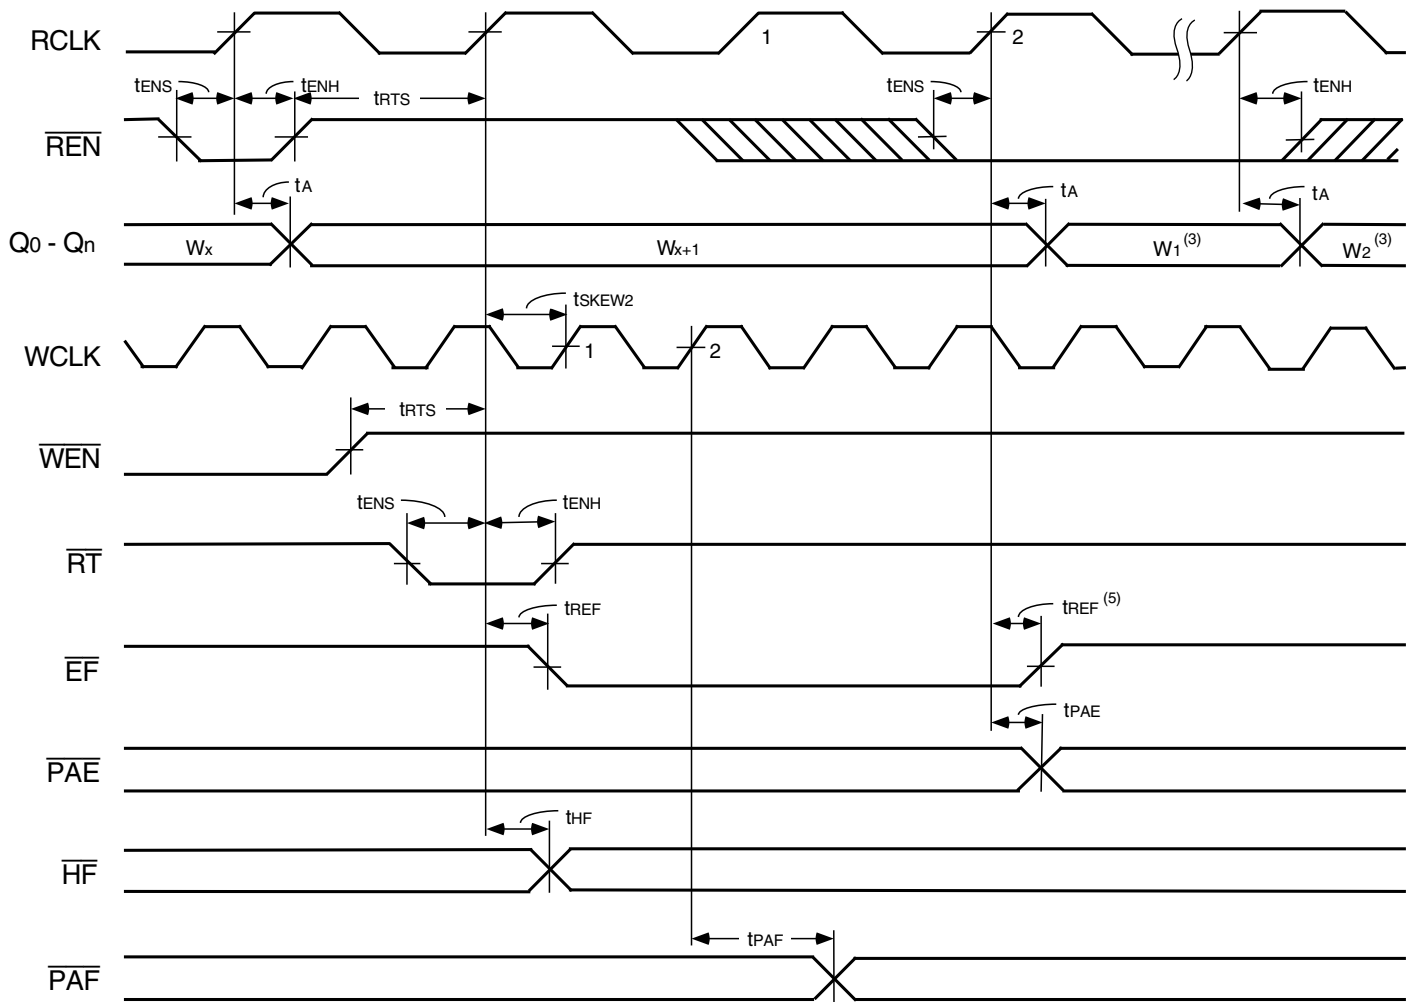 RCLK
1
2
tENS
tENH
tRTS
tENS
tENH
REN
tA
tA
tA
Q0 - Qn
Wx
Wx+1
W1(3)
W2(3)
tSKEW2
WCLK
1
2
tRTS
WEN
tENS
tENH
RT
tREF
tREF(5)
EF
tPAE
PAE
tHF
HF
tPAF
PAF